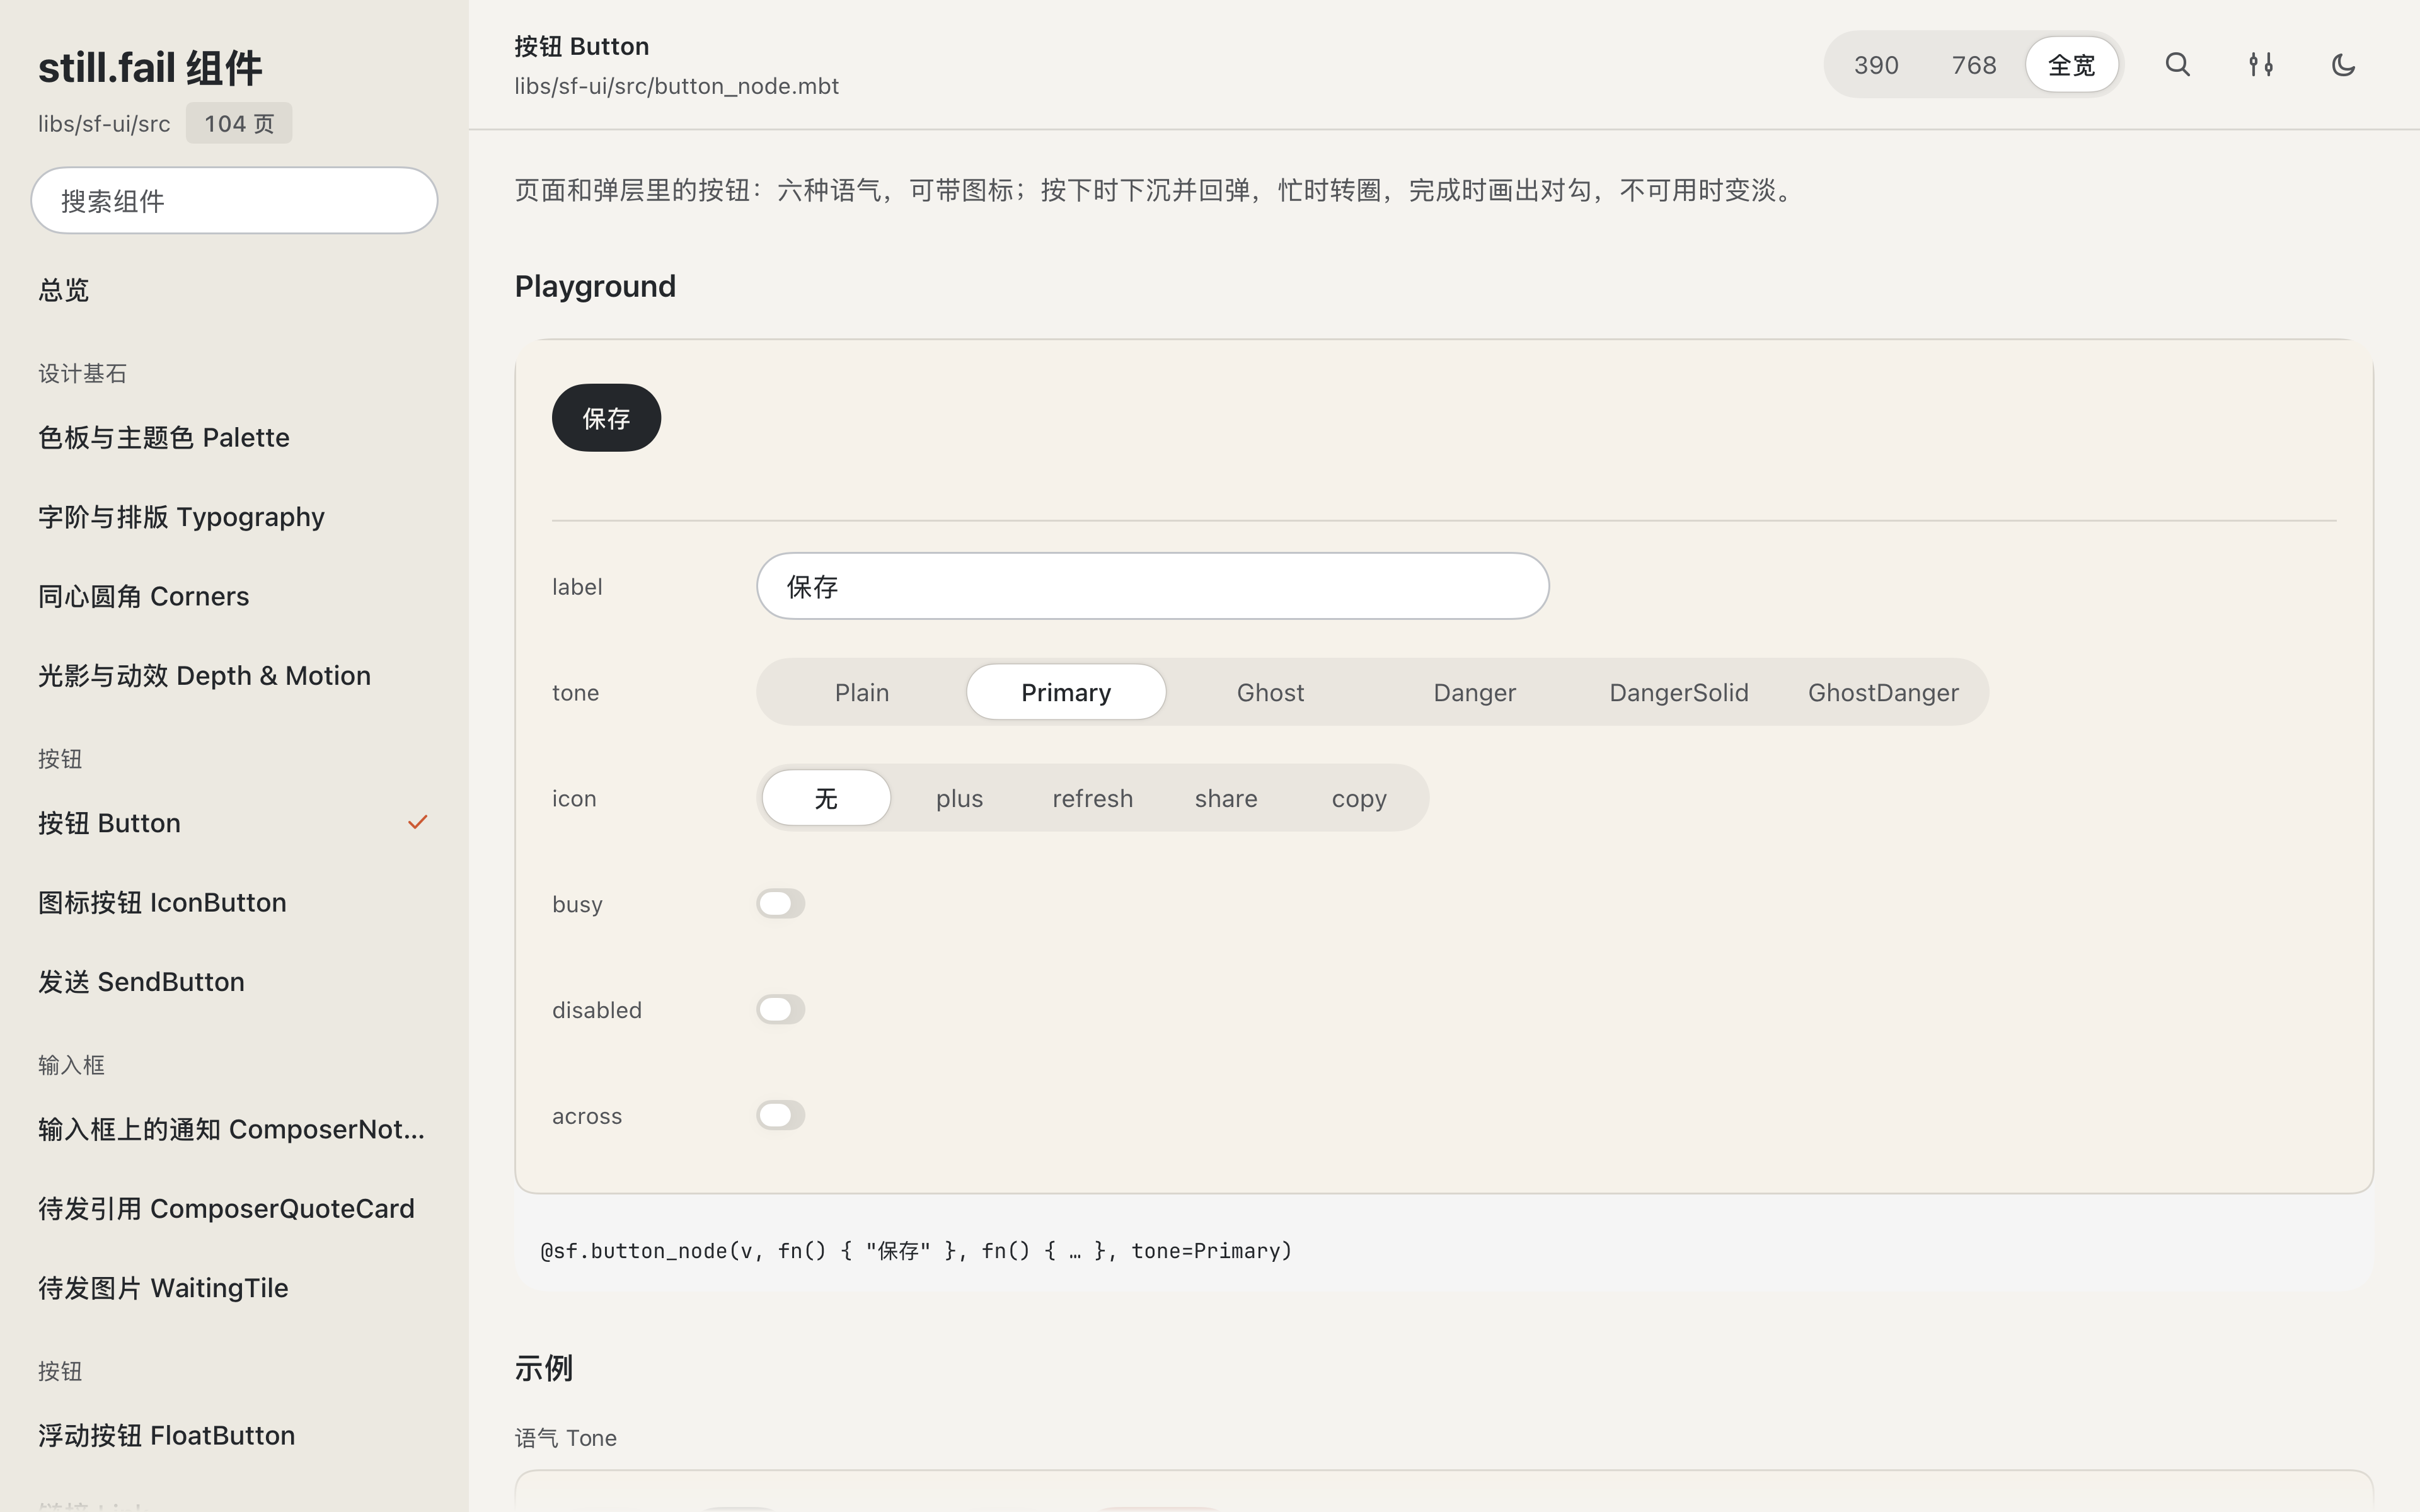 still.fail 组件
libs/sf-ui/src 104 页
搜索组件
总览
设计基石
色板与主题色 Palette
字阶与排版 Typography
同心圆角 Corners
光影与动效 Depth & Motion
按钮
按钮 Button
图标按钮 IconButton
发送 SendButton
输入框
输入框上的通知 ComposerNot...
待发引用 ComposerQuoteCard
待发图片 WaitingTile
按钮
浮动按钮 FloatButton
按钮 Button
libs/sf-ui/src/button_node.mbt
390 768 全宽
页面和弹层里的按钮：六种语气，可带图标；按下时下沉并回弹，忙时转圈，完成时画出对勾，不可用时变淡。
Playground
保存
label 保存
tone Plain Primary Ghost Danger DangerSolid GhostDanger
icon 无 plus refresh share copy
busy
disabled
across
@sf.button_node(v, fn() { "保存" }, fn() { … }, tone=Primary)
示例
语气 Tone